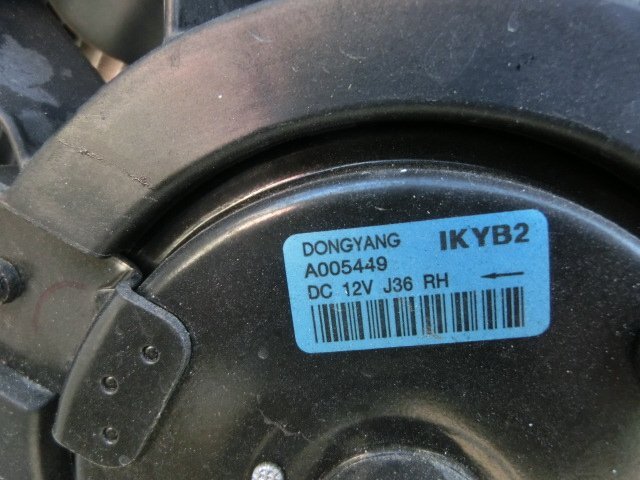 DONGYANG IKYB2
A005449
DC 12V J36 RH ←